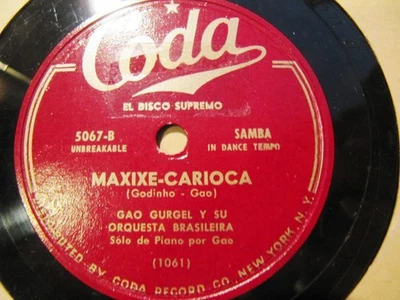 Coda
EL DISCO SUPREMO
5067-B SAMBA
UNBREAKABLE IN DANCE TEMPO
MAXIXE-CARIOCA
(Godinho - Gao)
GAO GURGEL Y SU
ORQUESTA BRASILEIRA
Sólo de Piano por Gao
(1061)
DISTRIBUTED BY CODA RECORD CO. NEW YORK, N. Y.